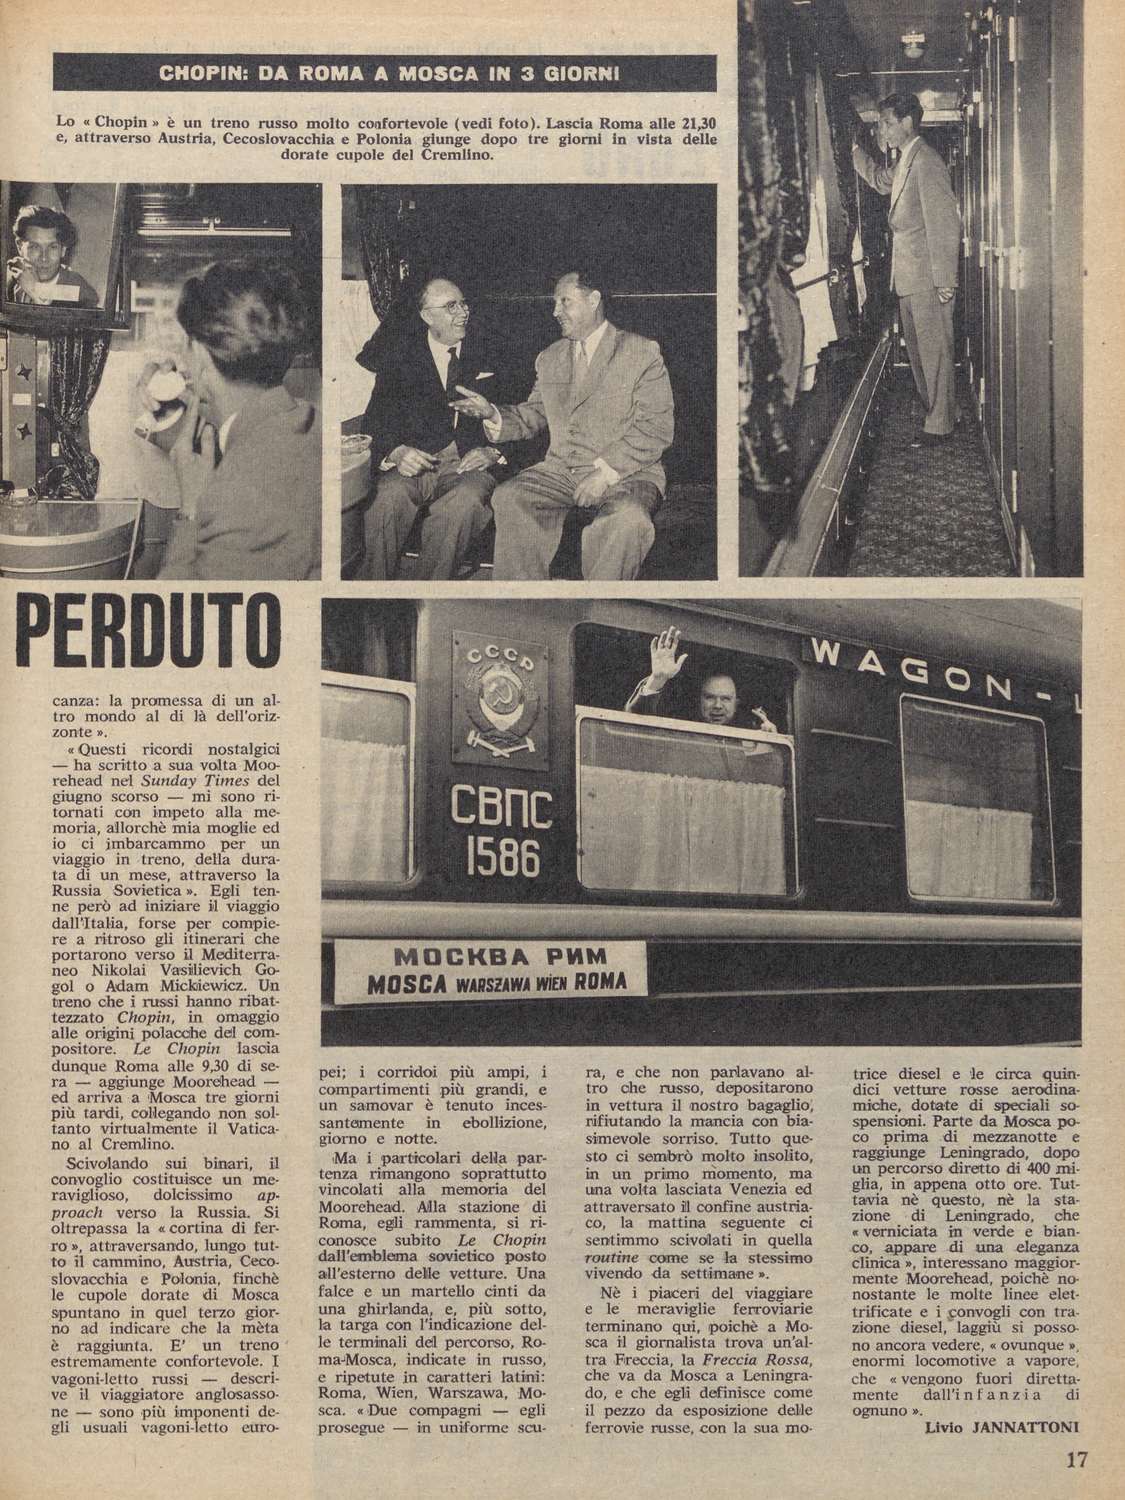 CHOPIN: DA ROMA A MOSCA IN 3 GIORNI
Lo « Chopin » è un treno russo molto confortevole (vedi foto). Lascia Roma alle 21,30
e, attraverso Austria, Cecoslovacchia e Polonia giunge dopo tre giorni in vista delle
dorate cupole del Cremlino.
PERDUTO
CCCP
WAGON - L
СВПС
1586
МОСКВА РИМ
MOSCA WARSZAWA WIEN ROMA
canza: la promessa di un al-
tro mondo al di là dell'oriz-
zonte ».
« Questi ricordi nostalgici
— ha scritto a sua volta Moo-
rehead nel Sunday Times del
giugno scorso — mi sono ri-
tornati con impeto alla me-
moria, allorchè mia moglie ed
io ci imbarcammo per un
viaggio in treno, della dura-
ta di un mese, attraverso la
Russia Sovietica ». Egli ten-
ne però ad iniziare il viaggio
dall'Italia, forse per compie-
re a ritroso gli itinerari che
portarono verso il Mediterra-
neo Nikolai Vasilievich Go-
gol o Adam Mickiewicz. Un
treno che i russi hanno ribat-
tezzato Chopin, in omaggio
alle origini polacche del com-
positore. Le Chopin lascia
dunque Roma alle 9,30 di se-
ra — aggiunge Moorehead —
ed arriva a Mosca tre giorni
più tardi, collegando non sol-
tanto virtualmente il Vatica-
no al Cremlino.
Scivolando sui binari, il
convoglio costituisce un me-
raviglioso, dolcissimo ap-
proach verso la Russia. Si
oltrepassa la « cortina di fer-
ro », attraversando, lungo tut-
to il cammino, Austria, Ceco-
slovacchia e Polonia, finchè
le cupole dorate di Mosca
spuntano in quel terzo gior-
no ad indicare che la mèta
è raggiunta. E' un treno
estremamente confortevole. I
vagoni-letto russi — descri-
ve il viaggiatore anglosasso-
ne — sono più imponenti de-
gli usuali vagoni-letto euro-
pei; i corridoi più ampi, i
compartimenti più grandi, e
un samovar è tenuto inces-
santemente in ebollizione,
giorno e notte.
Ma i particolari della par-
tenza rimangono soprattutto
vincolati alla memoria del
Moorehead. Alla stazione di
Roma, egli rammenta, si ri-
conosce subito Le Chopin
dall'emblema sovietico posto
all'esterno delle vetture. Una
falce e un martello cinti da
una ghirlanda, e, più sotto,
la targa con l'indicazione del-
le terminali del percorso, Ro-
ma-Mosca, indicate in russo,
e ripetute in caratteri latini:
Roma, Wien, Warszawa, Mo-
sca. « Due compagni — egli
prosegue — in uniforme scu-
ra, e che non parlavano al-
tro che russo, depositarono
in vettura il nostro bagaglio,
rifiutando la mancia con bia-
simevole sorriso. Tutto que-
sto ci sembrò molto insolito,
in un primo momento, ma
una volta lasciata Venezia ed
attraversato il confine austria-
co, la mattina seguente ci
sentimmo scivolati in quella
routine come se la stessimo
vivendo da settimane ».
Nè i piaceri del viaggiare
e le meraviglie ferroviarie
terminano qui, poichè a Mo-
sca il giornalista trova un'al-
tra Freccia, la Freccia Rossa,
che va da Mosca a Leningra-
do, e che egli definisce come
il pezzo da esposizione delle
ferrovie russe, con la sua mo-
trice diesel e le circa quin-
dici vetture rosse aerodina-
miche, dotate di speciali so-
spensioni. Parte da Mosca po-
co prima di mezzanotte e
raggiunge Leningrado, dopo
un percorso diretto di 400 mi-
glia, in appena otto ore. Tut-
tavia nè questo, nè la sta-
zione di Leningrado, che
« verniciata in verde e bian-
co, appare di una eleganza
clinica », interessano maggior-
mente Moorehead, poichè no-
nostante le molte linee elet-
trificate e i convogli con tra-
zione diesel, laggiù si posso-
no ancora vedere, « ovunque »,
enormi locomotive a vapore,
che « vengono fuori diretta-
mente dall'infanzia di
ognuno ».
Livio JANNATTONI
17